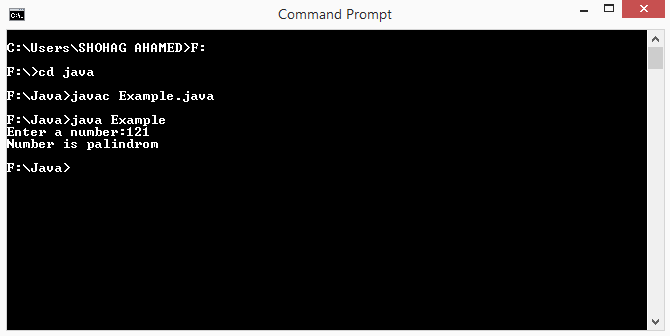 Command Prompt
C:\Users\SHOHAG AHAMED>F:
F:\>cd java
F:\Java>javac Example.java
F:\Java>java Example
Enter a number:121
Number is palindrom
F:\Java>